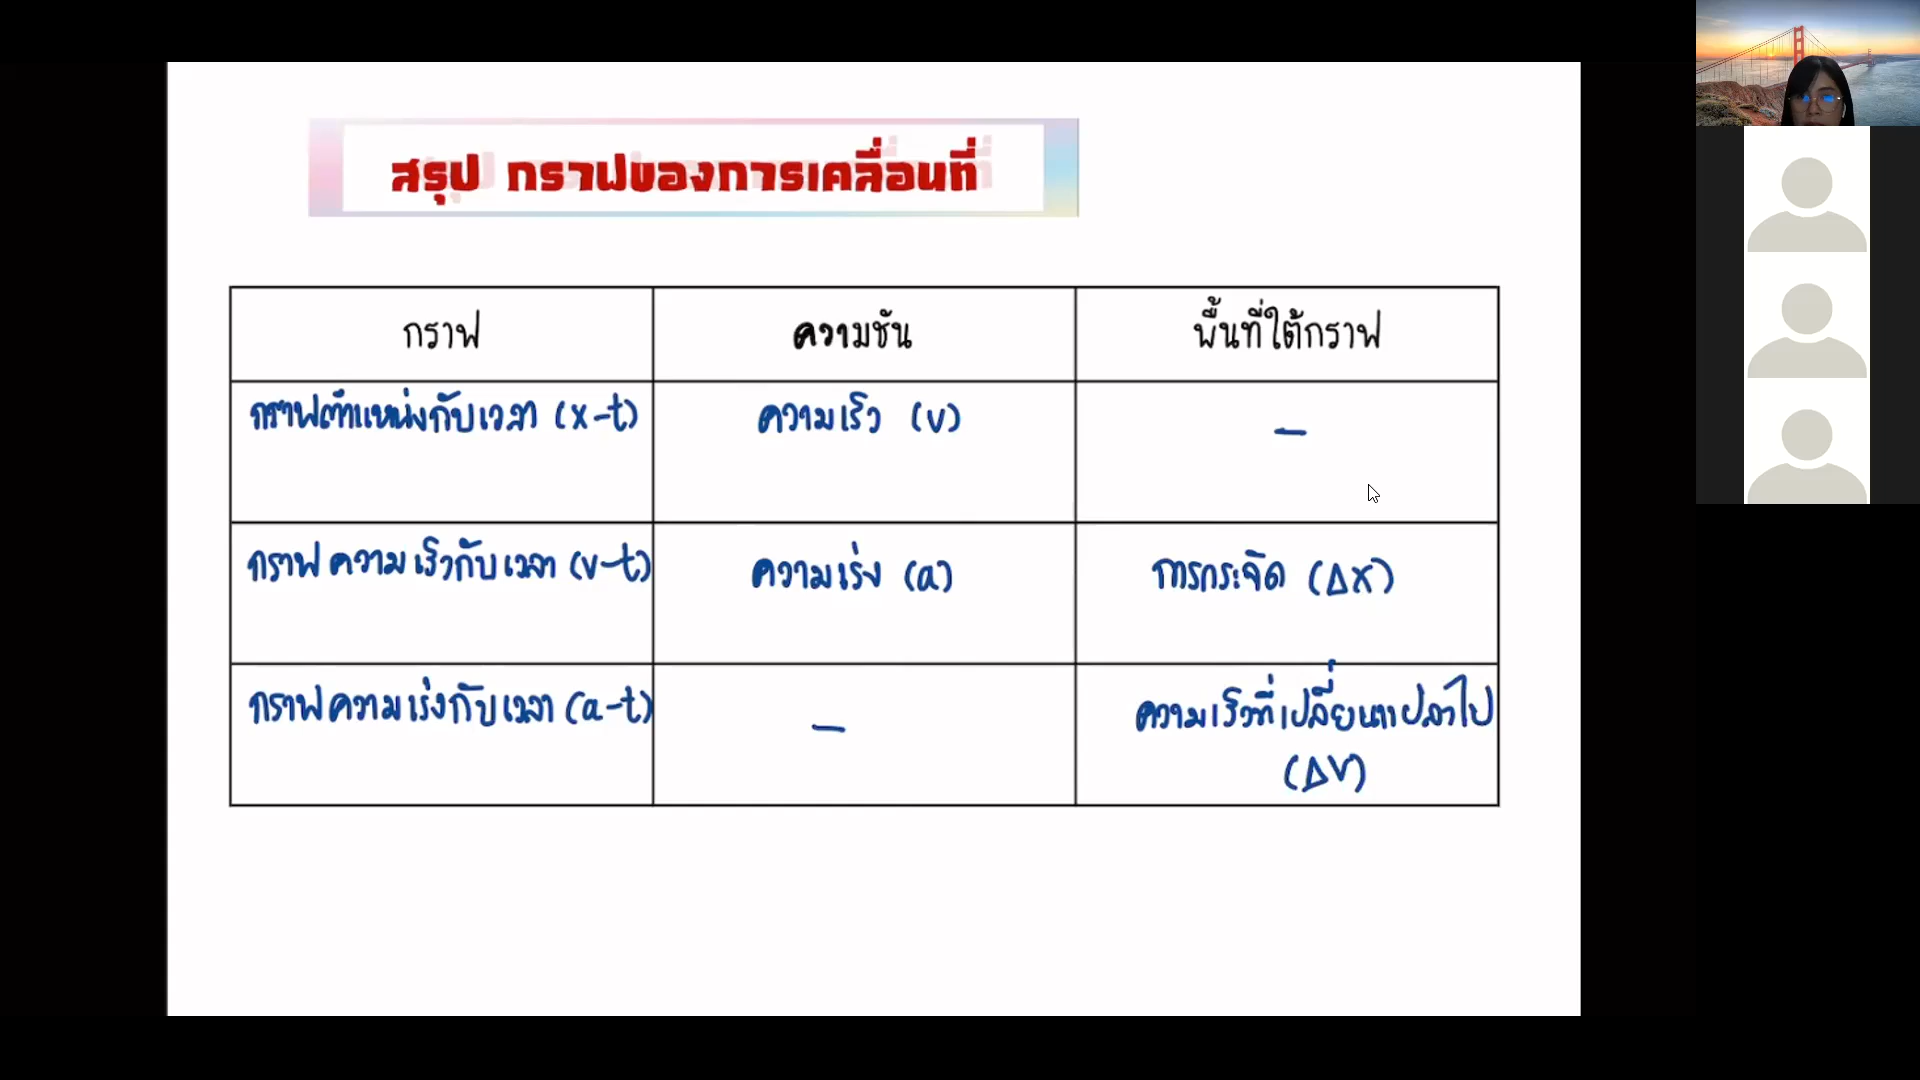 สรุป กราฟของการเคลื่อนที่
กราฟ ความชัน พื้นที่ใต้กราฟ
กราฟตำแหน่งกับเวลา (x-t) ความเร็ว (v) -
กราฟความเร็วกับเวลา (v-t) ความเร่ง (a) การกระจัด (Δx)
กราฟความเร่งกับเวลา (a-t) - ความเร็วที่เปลี่ยนแปลงไป
(Δv)